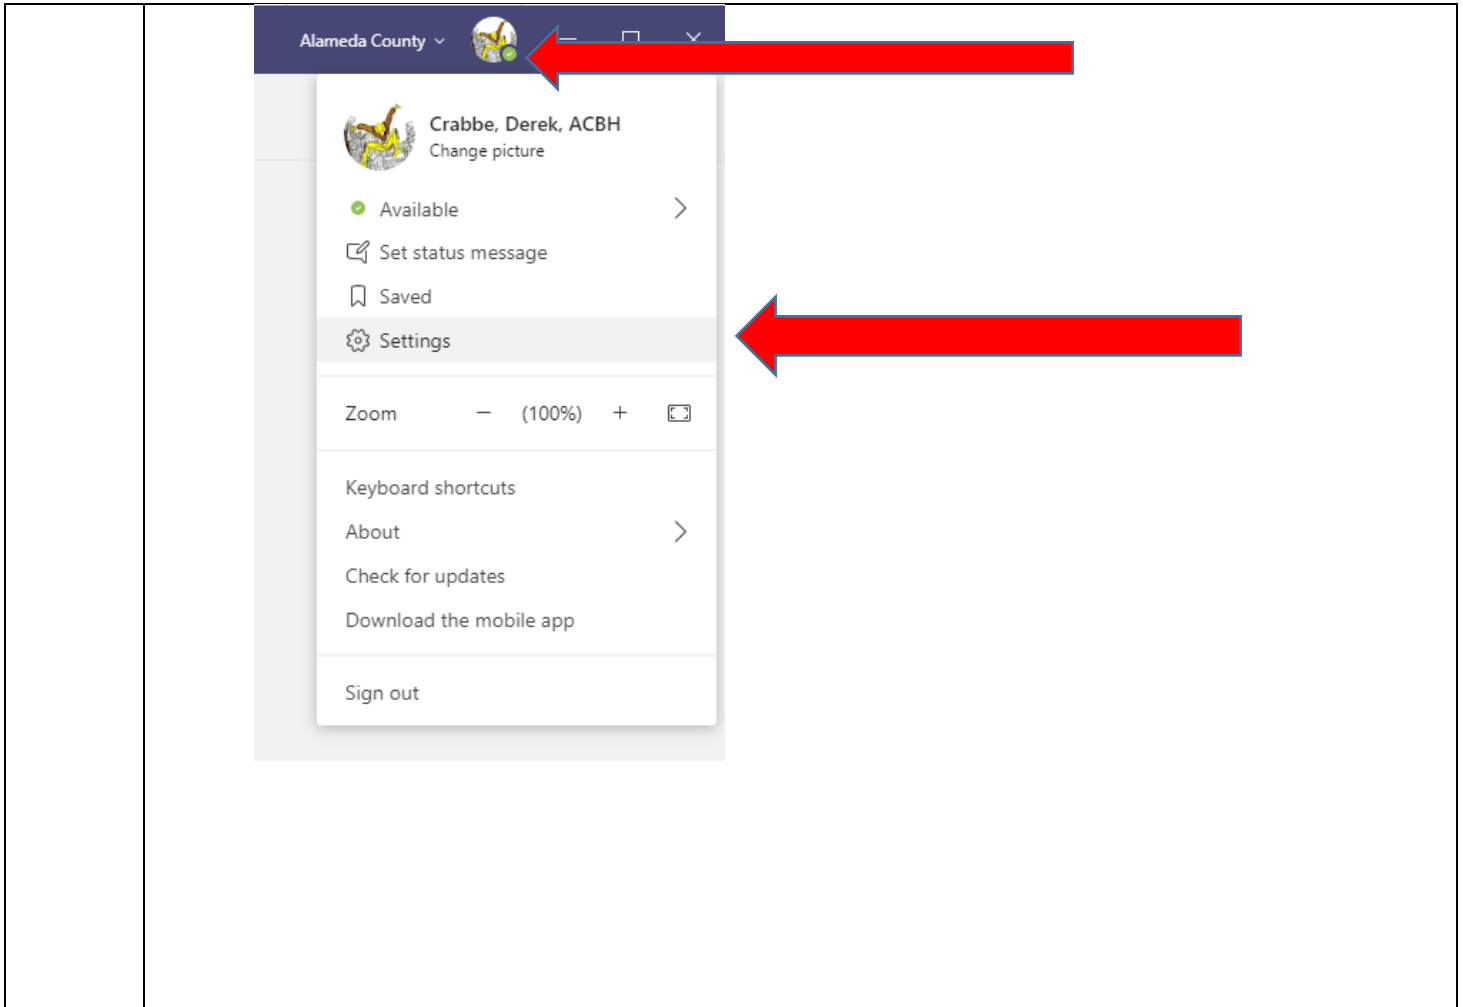 Alameda County
Crabbe, Derek, ACBH
Change picture
Available
Set status message
Saved
Settings
Zoom − (100%) +
Keyboard shortcuts
About
Check for updates
Download the mobile app
Sign out